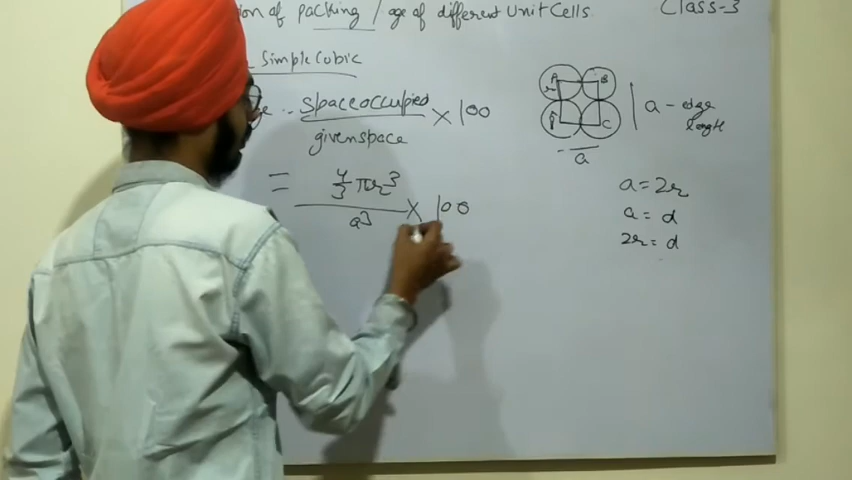 ion of packing / age of different Unit Cells
Class-3
Simple Cubic
space occupied × 100
given space
= 4/3 πr³ × 100
a³
A B
r
C
a - edge
length
a
a = 2r
a = d
2r = d